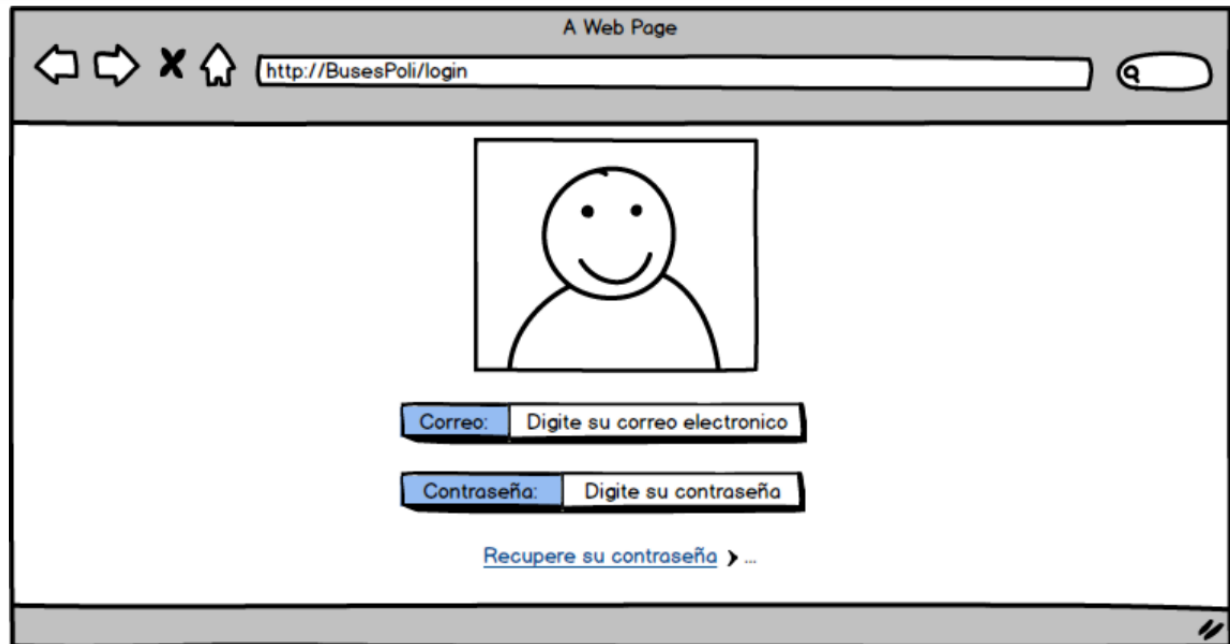 A Web Page
http://BusesPoli/login
Correo: Digite su correo electronico
Contraseña: Digite su contraseña
Recupere su contraseña ...